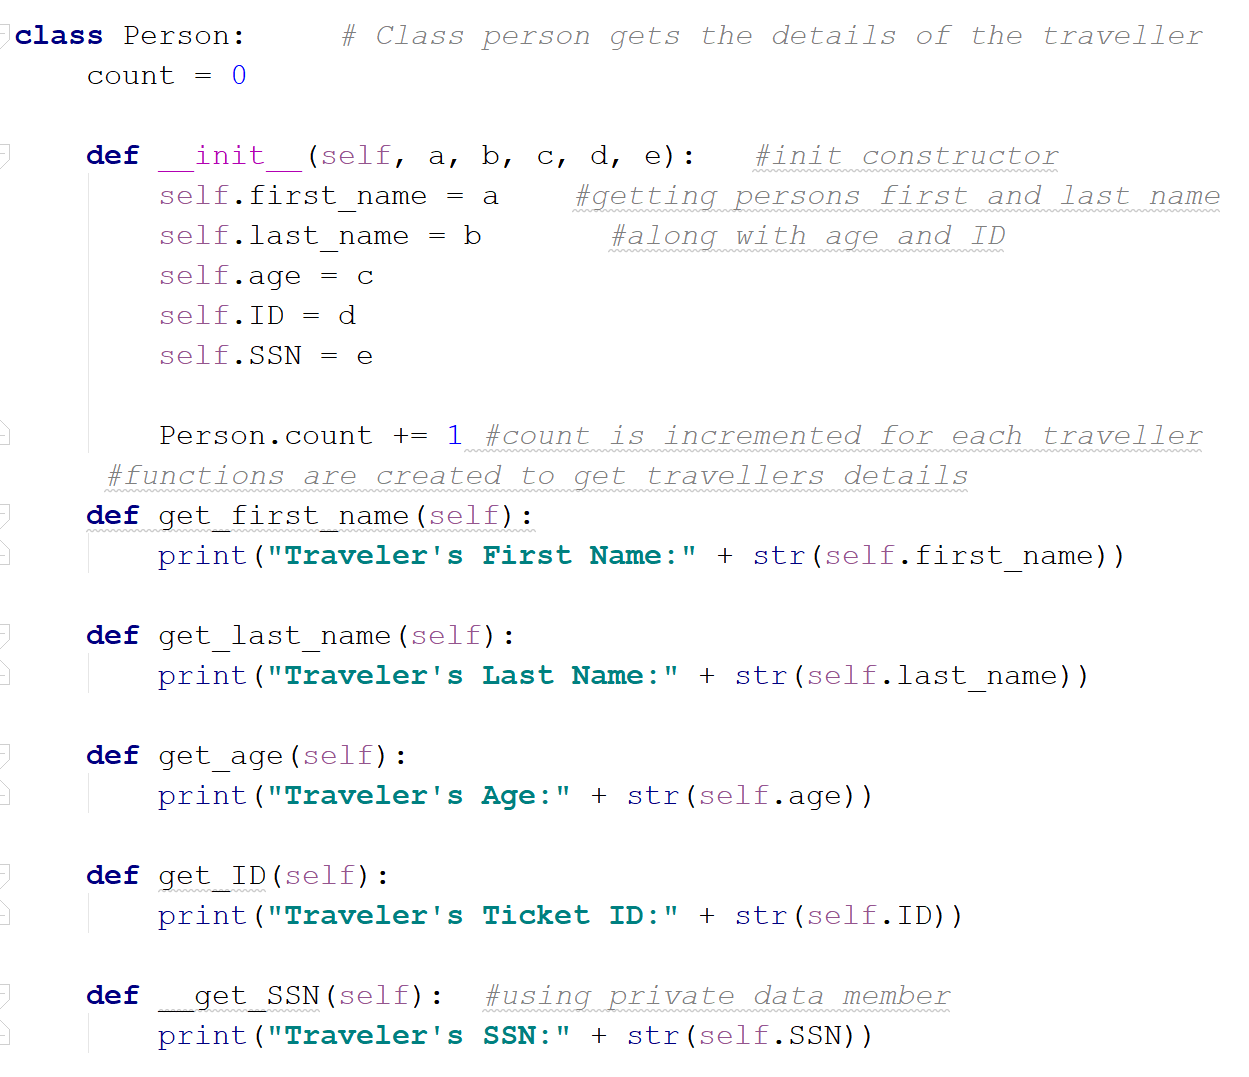 class Person:     # Class person gets the details of the traveller
    count = 0
    def __init__(self, a, b, c, d, e):   #init constructor
        self.first_name = a    #getting persons first and last name
        self.last_name = b       #along with age and ID
        self.age = c
        self.ID = d
        self.SSN = e
        Person.count += 1 #count is incremented for each traveller
     #functions are created to get travellers details
    def get_first_name(self):
        print("Traveler's First Name:" + str(self.first_name))
    def get_last_name(self):
        print("Traveler's Last Name:" + str(self.last_name))
    def get_age(self):
        print("Traveler's Age:" + str(self.age))
    def get_ID(self):
        print("Traveler's Ticket ID:" + str(self.ID))
    def __get_SSN(self):  #using private data member
        print("Traveler's SSN:" + str(self.SSN))